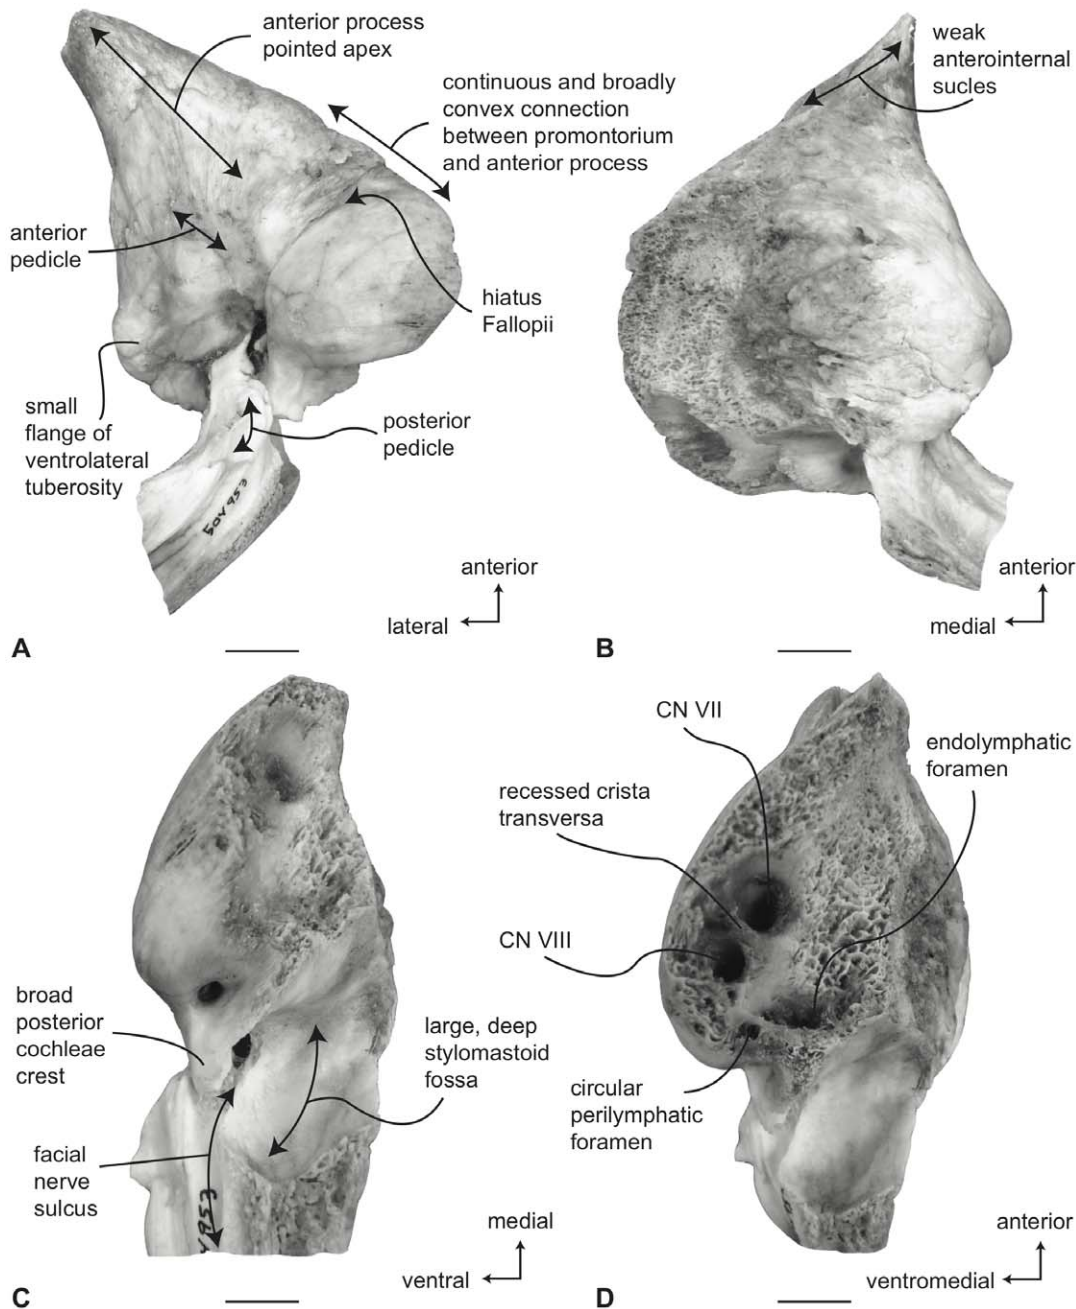 anterior process
pointed apex
weak
anterointernal
sucles
continuous and broadly
convex connection
between promontorium
and anterior process
anterior
pedicle
hiatus
Fallopii
small
flange of
ventrolateral
tuberosity
posterior
pedicle
504953
anterior
lateral
A
anterior
medial
B
CN VII
endolymphatic
foramen
recessed crista
transversa
CN VIII
broad
posterior
cochleae
crest
large, deep
stylomastoid
fossa
circular
perilymphatic
foramen
facial
nerve
sulcus
4953
medial
ventral
C
anterior
ventromedial
D